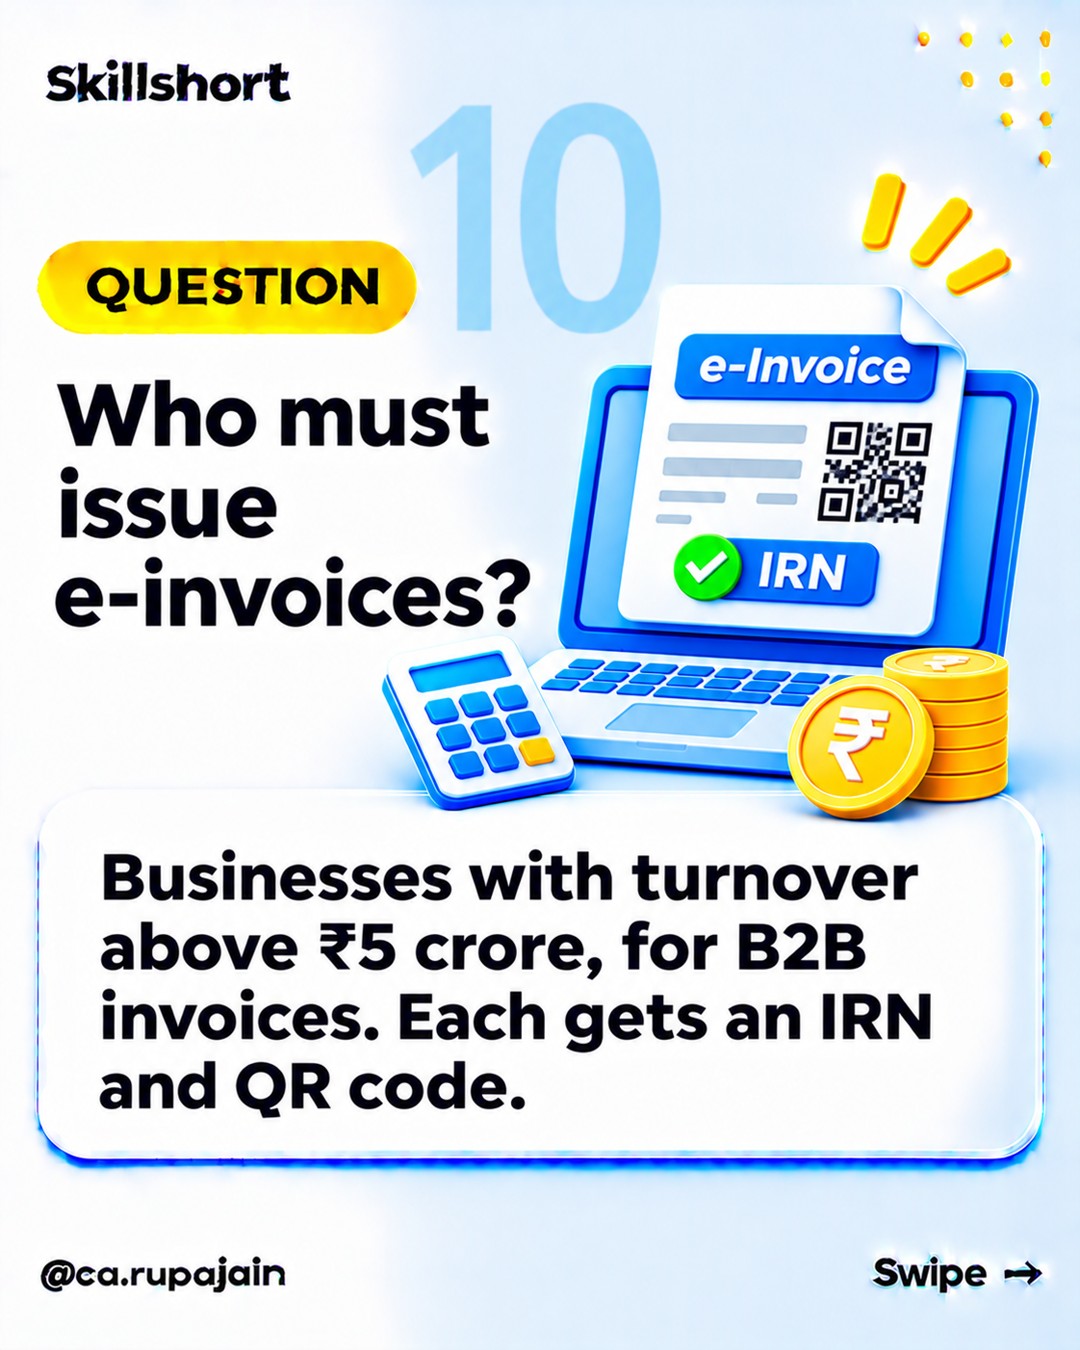 Skillshort
10
QUESTION
Who must
issue
e-invoices?
e-Invoice
IRN
₹
₹
Businesses with turnover
above ₹5 crore, for B2B
invoices. Each gets an IRN
and QR code.
@ca.rupajain
Swipe →